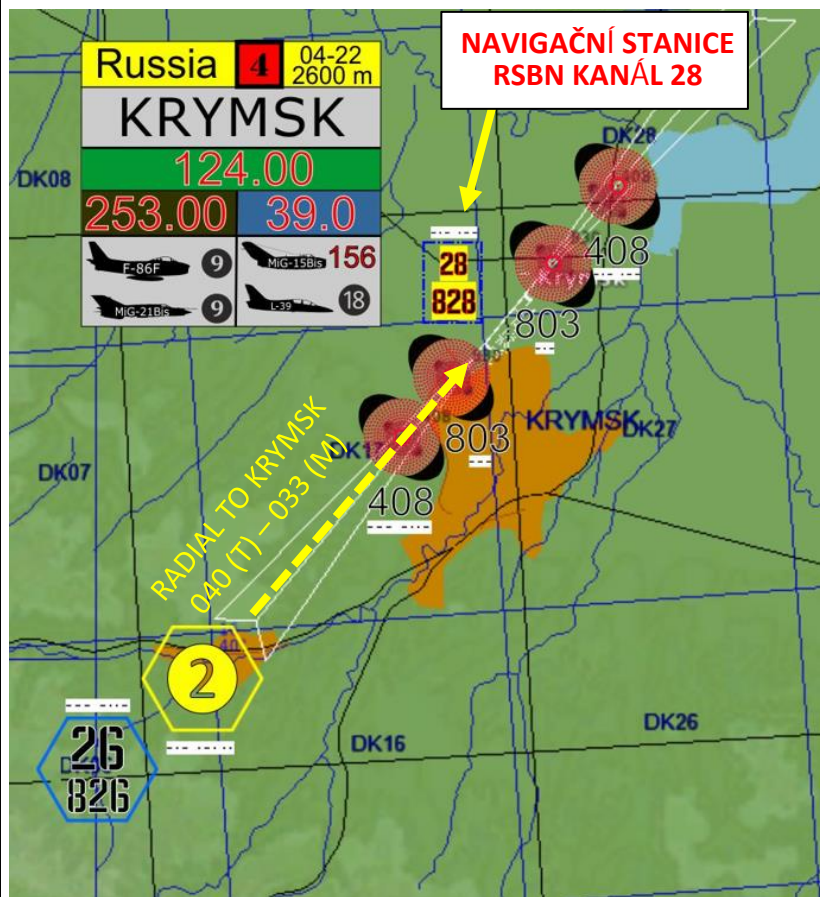 Russia 4 04-22
2600 m
KRYMSK
124.00
253.00 39.0
F-86F 9 MiG-15Bis 156
MiG-21Bis 9 L-39 18
NAVIGAČNÍ STANICE
RSBN KANÁL 28
DK28
DK08
408
28
828
Krymsk
803
KRYMSK
DK27
803
DK17
DK07
408
RADIAL TO KRYMSK
040 (T) – 033 (M)
2
26
826
DK16
DK26